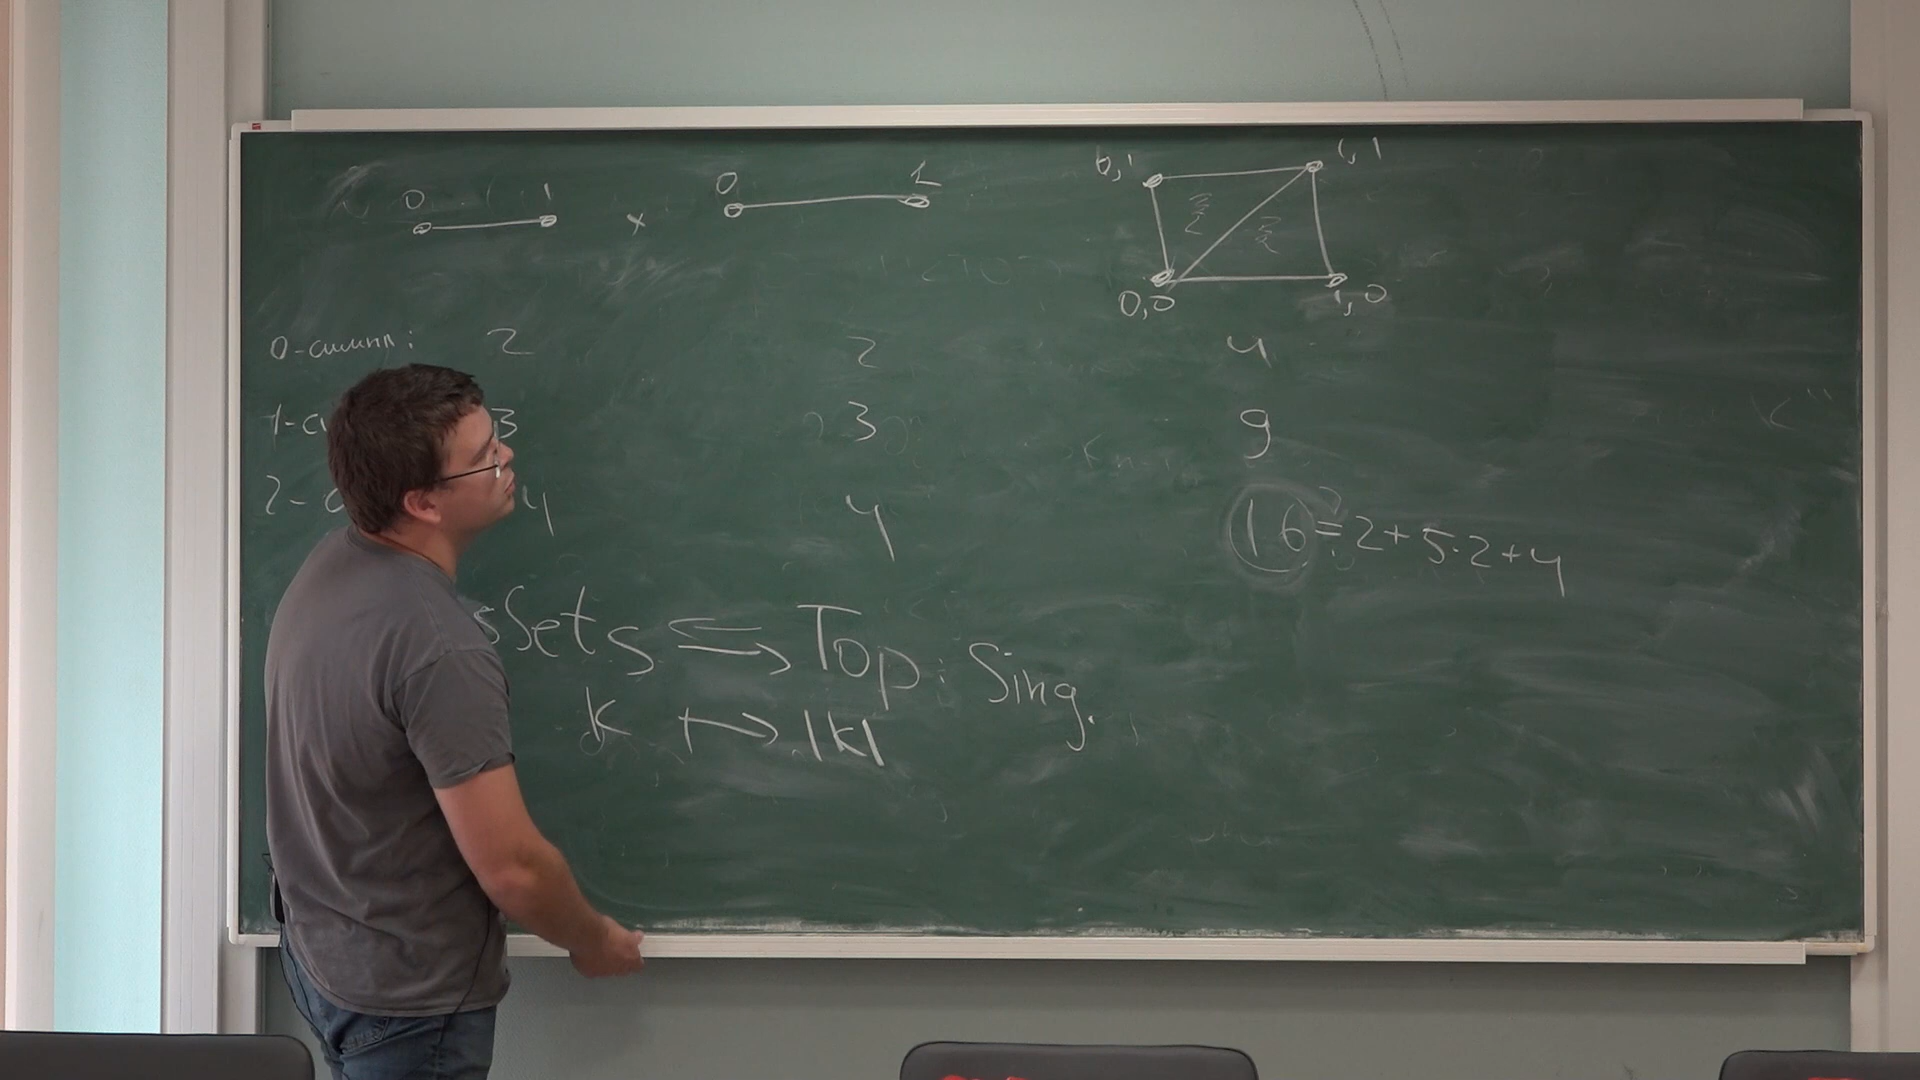 0 1 × 0 1
0,1 1,1
0,0 1,0
0-симпл: 2 2 4
1-си 3 3 9
2-с 4 4 16 = 2+5·2+4
sSets ⇄ Top : Sing.
K ↦ |K|